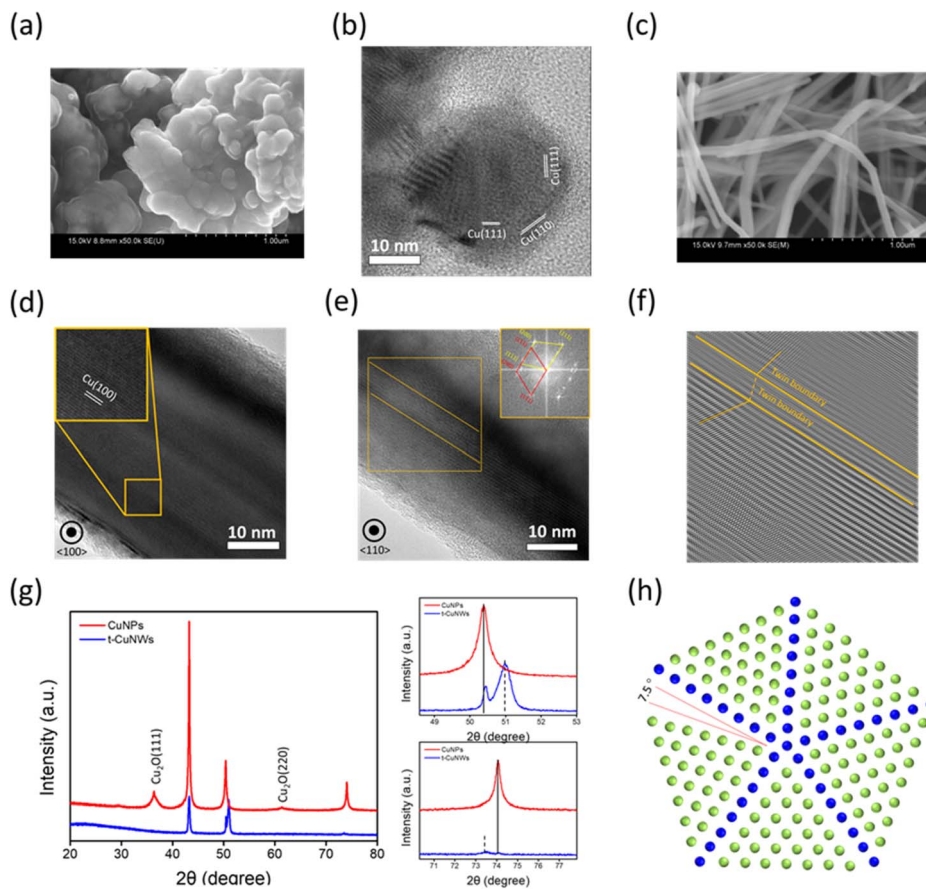 (a)
(b)
(c)
15.0kV 8.8mm x50.0k SE(U)
1.00um
Cu(111)
Cu(111)
Cu(110)
10 nm
15.0kV 9.7mm x50.0k SE(M)
1.00um
(d)
(e)
(f)
Cu(100)
<100>
10 nm
<110>
10 nm
Twin boundary
Twin boundary
(g)
Intensity (a.u.)
CuNPs
t-CuNWs
Cu₂O(111)
Cu₂O(220)
20 30 40 50 60 70 80
2θ (degree)
CuNPs
t-CuNWs
Intensity (a.u.)
49 50 51 52 53
2θ (degree)
CuNPs
t-CuNWs
Intensity (a.u.)
71 72 73 74 75 76 77
2θ (degree)
(h)
7.5°